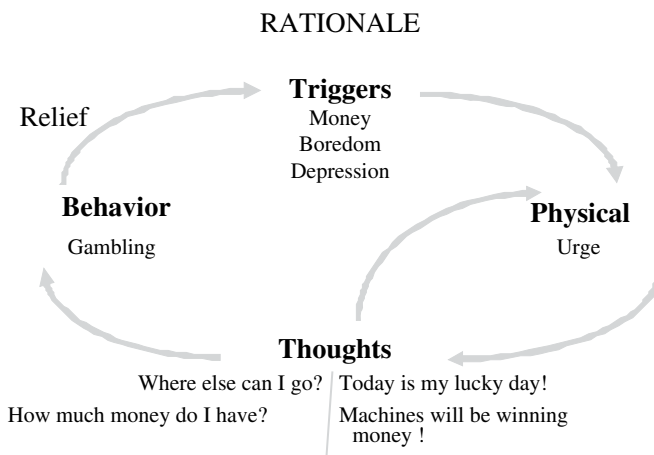 RATIONALE
Triggers
Money
Boredom
Depression
Relief
Behavior
Gambling
Physical
Urge
Thoughts
Where else can I go?
Today is my lucky day!
How much money do I have?
Machines will be winning
money !